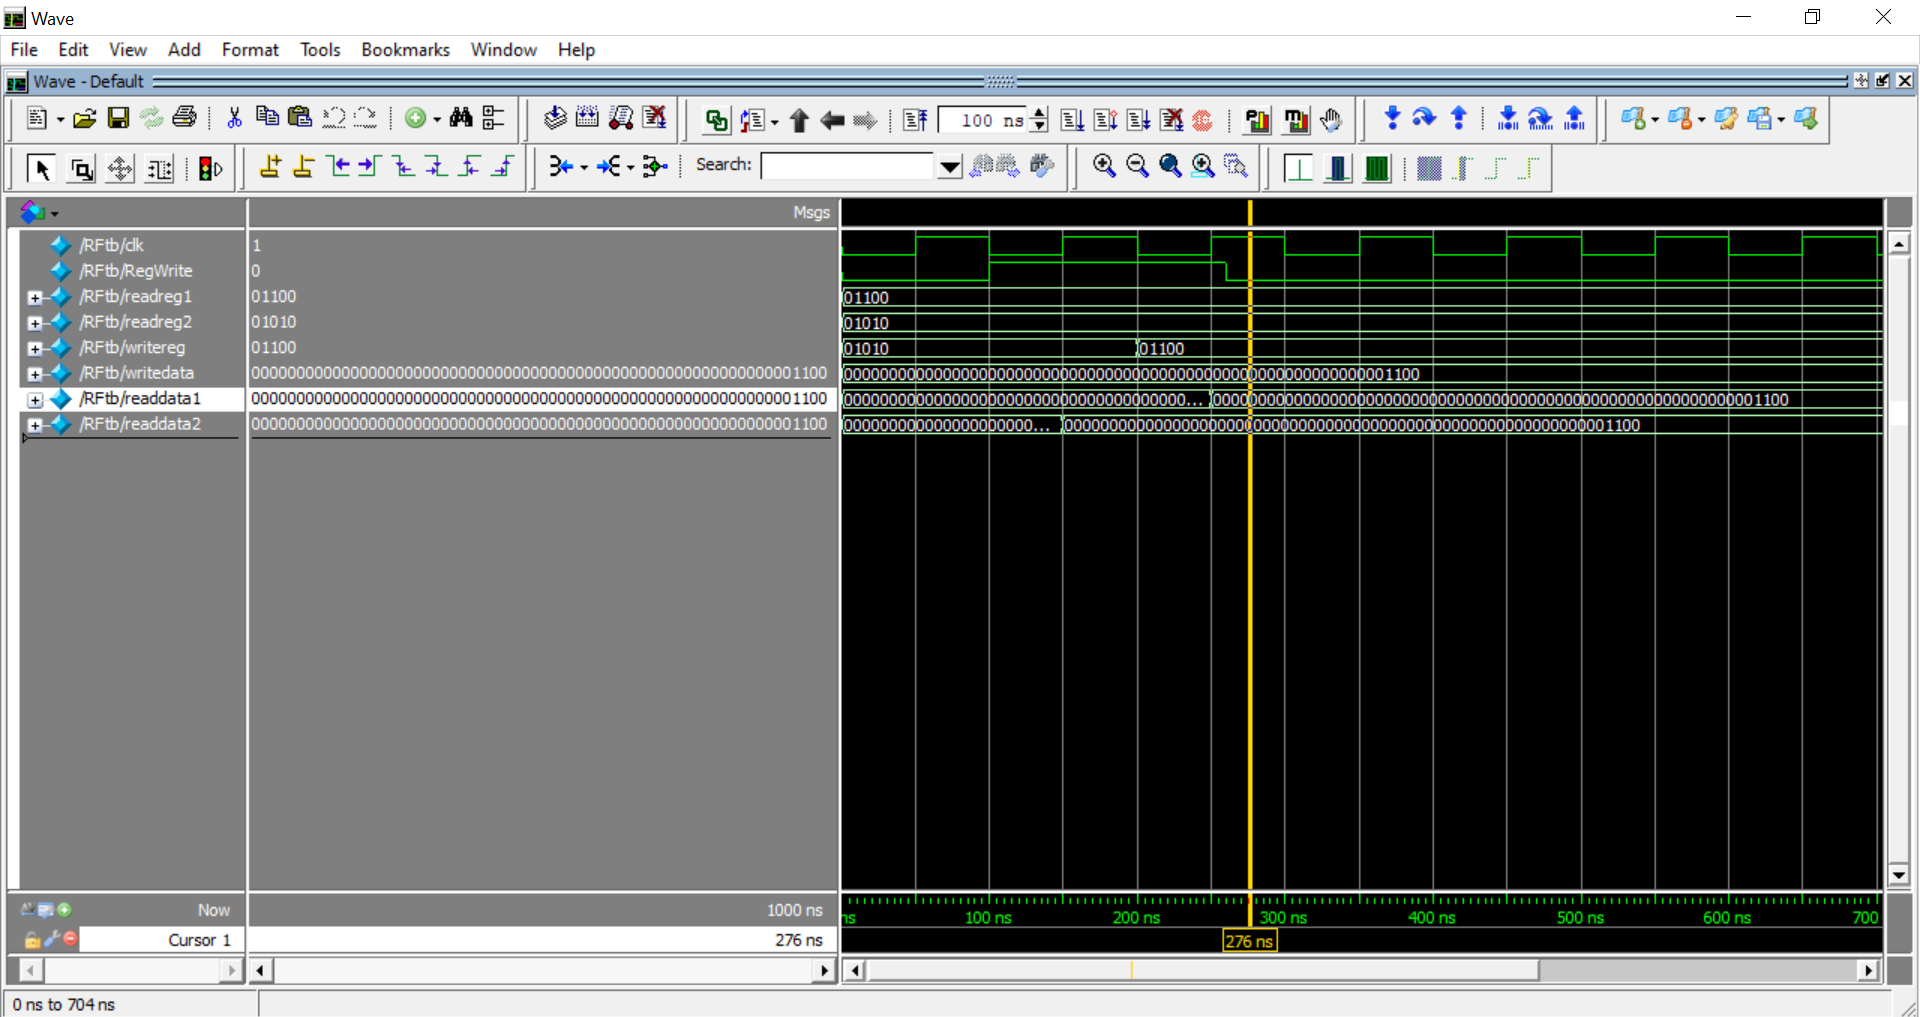 Wave
File Edit View Add Format Tools Bookmarks Window Help
Wave - Default
100 ns
Search:
Msgs
/RFtb/clk 1
/RFtb/RegWrite 0
/RFtb/readreg1 01100 01100
/RFtb/readreg2 01010 01010
/RFtb/writereg 01100 01010 01100
/RFtb/writedata 0000000000000000000000000000000000000000000000000000000000001100 0000000000000000000000000000000000000000000000000000000000001100
/RFtb/readdata1 0000000000000000000000000000000000000000000000000000000000001100 00000000000000000000000000000000000000... 0000000000000000000000000000000000000000000000000000000000001100
/RFtb/readdata2 0000000000000000000000000000000000000000000000000000000000001100 000000000000000000000... 0000000000000000000000000000000000000000000000000000000000001100
Now 1000 ns ns 100 ns 200 ns 300 ns 400 ns 500 ns 600 ns 700
Cursor 1 276 ns 276 ns
0 ns to 704 ns